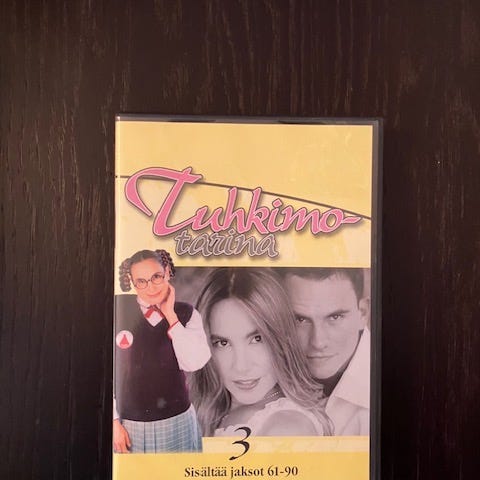 Tuhkimo-
tarina
3
Sisältää jaksot 61-90